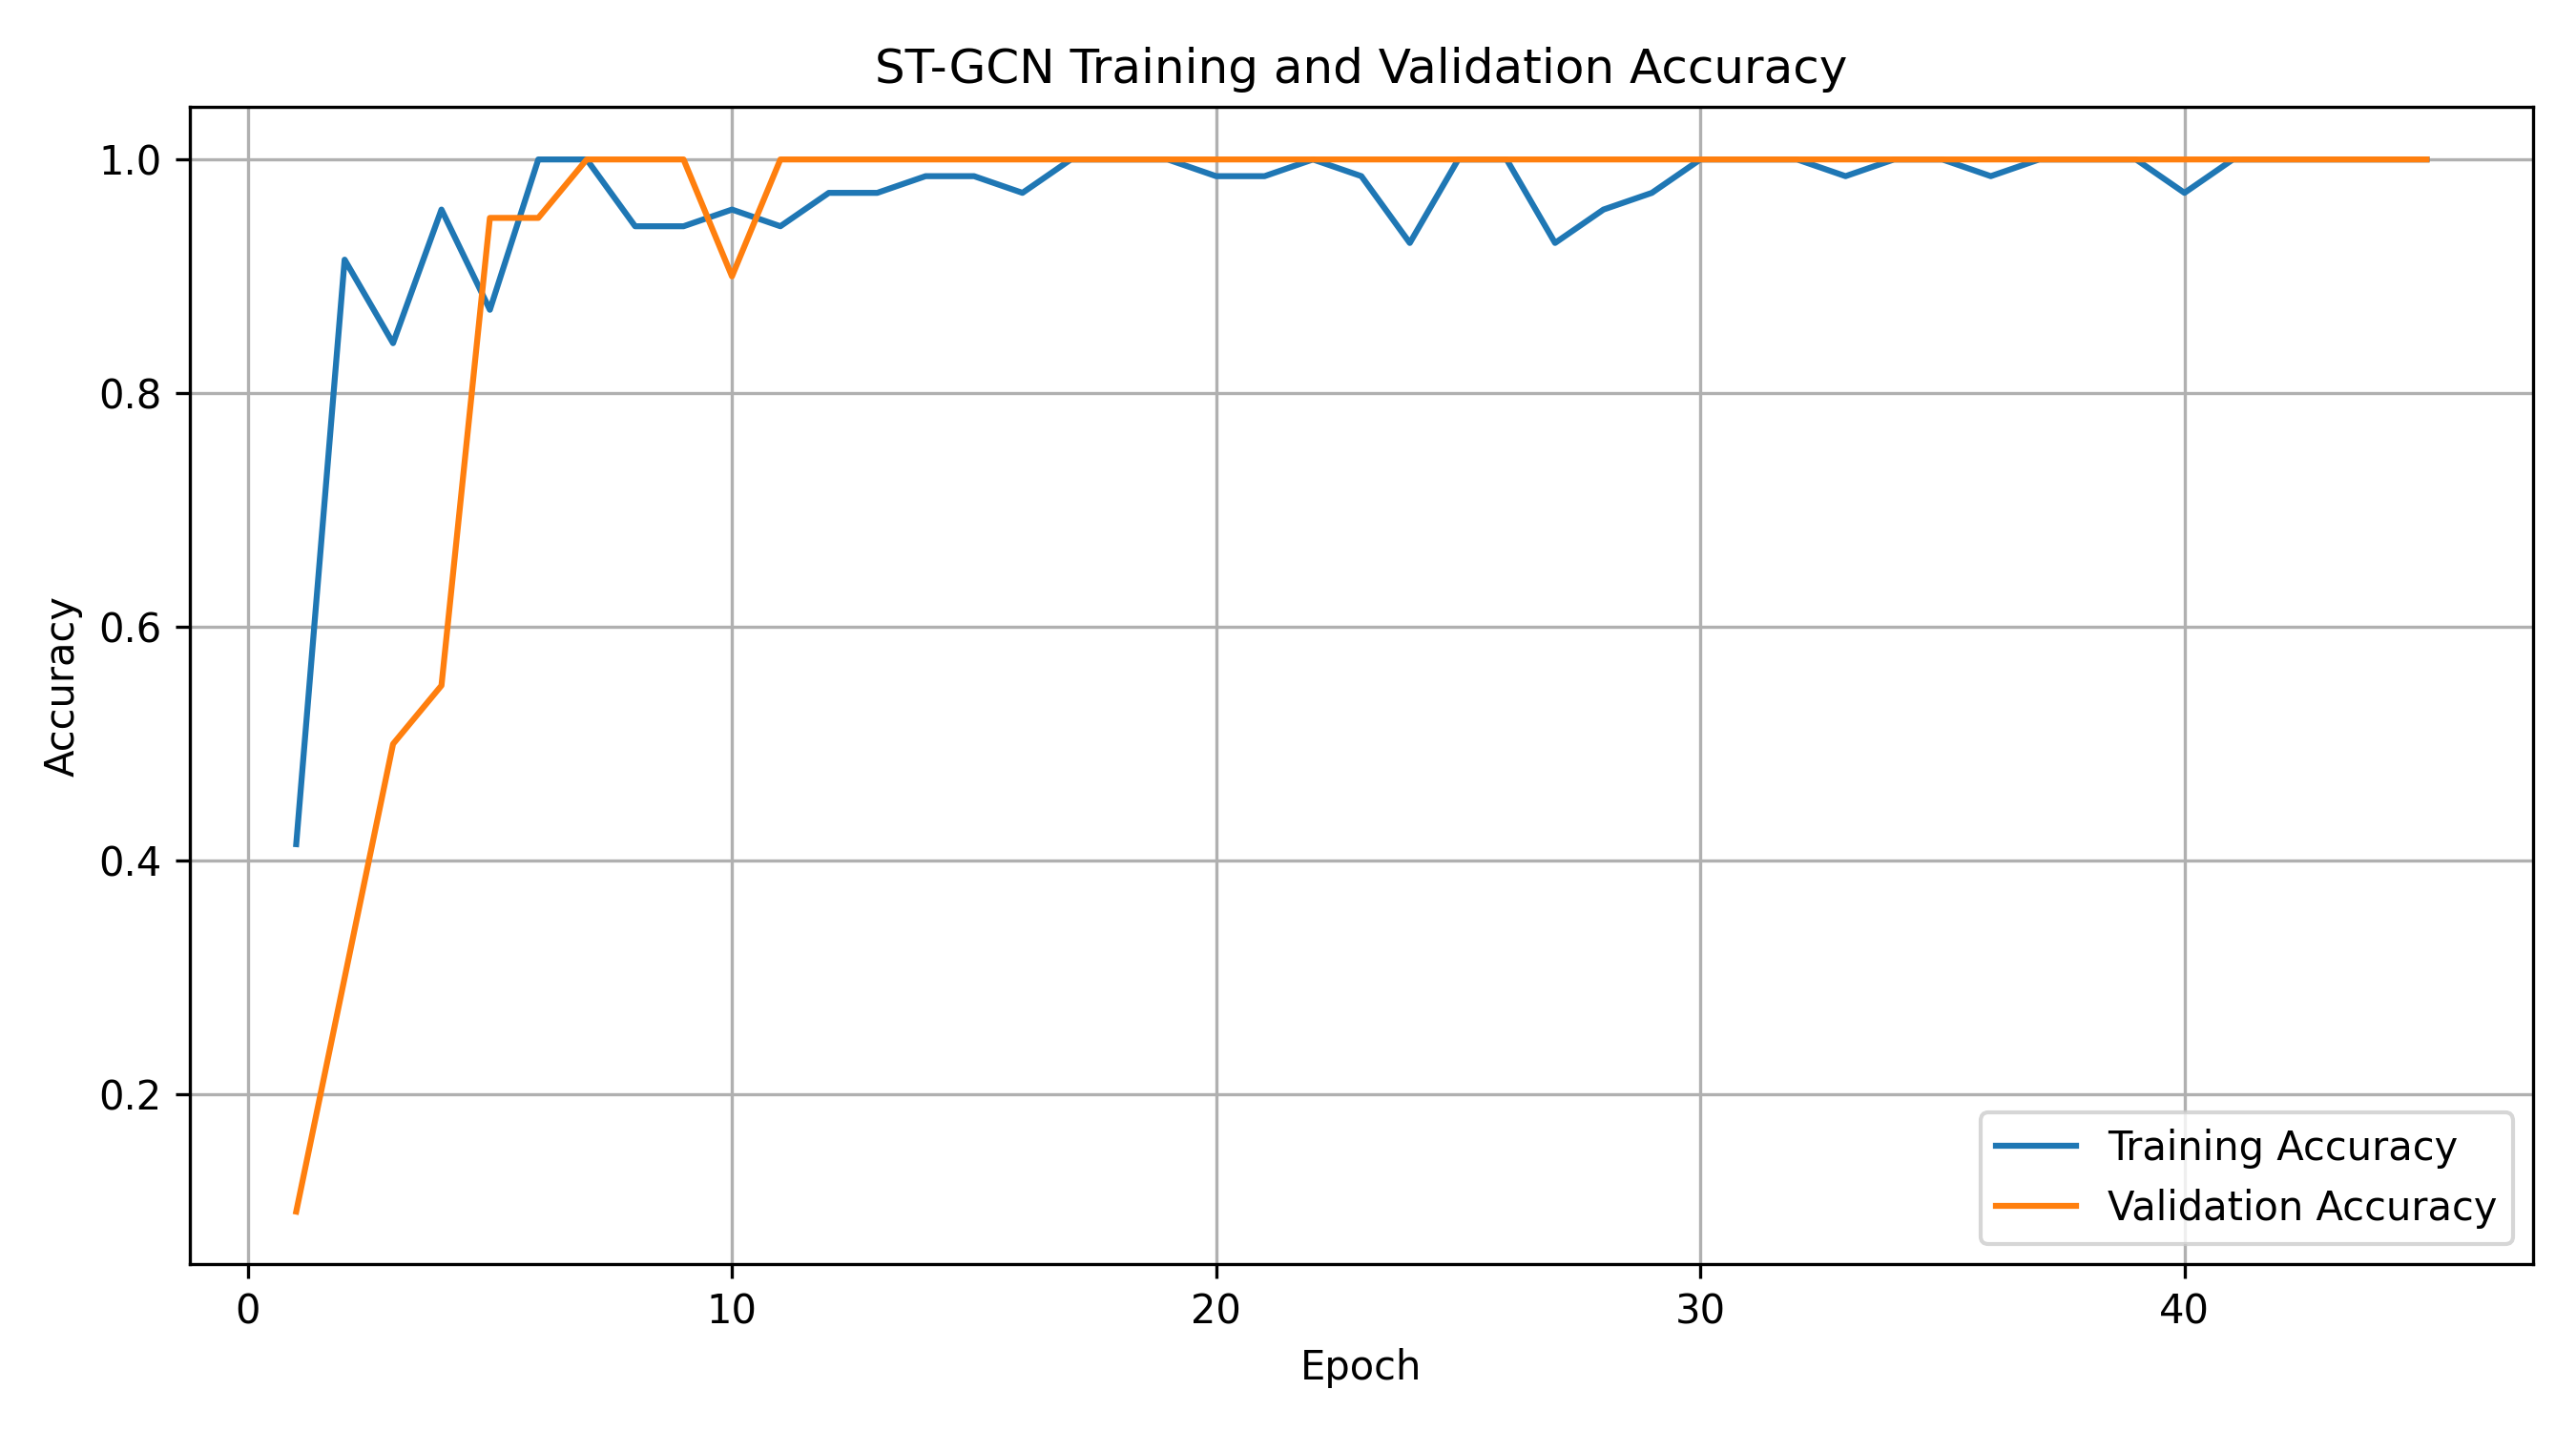 ST-GCN Training and Validation Accuracy
1.0
0.8
0.6
0.4
0.2
Accuracy
0 10 20 30 40
Epoch
Training Accuracy
Validation Accuracy